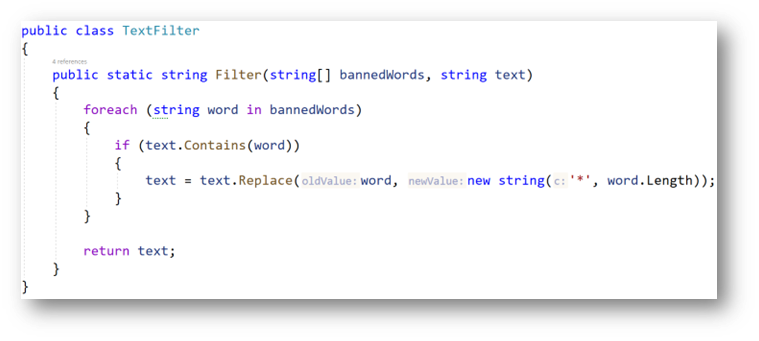 public class TextFilter
{
4 references
public static string Filter(string[] bannedWords, string text)
{
foreach (string word in bannedWords)
{
if (text.Contains(word))
{
text = text.Replace(oldValue: word, newValue: new string(c: '*', word.Length));
}
}
return text;
}
}